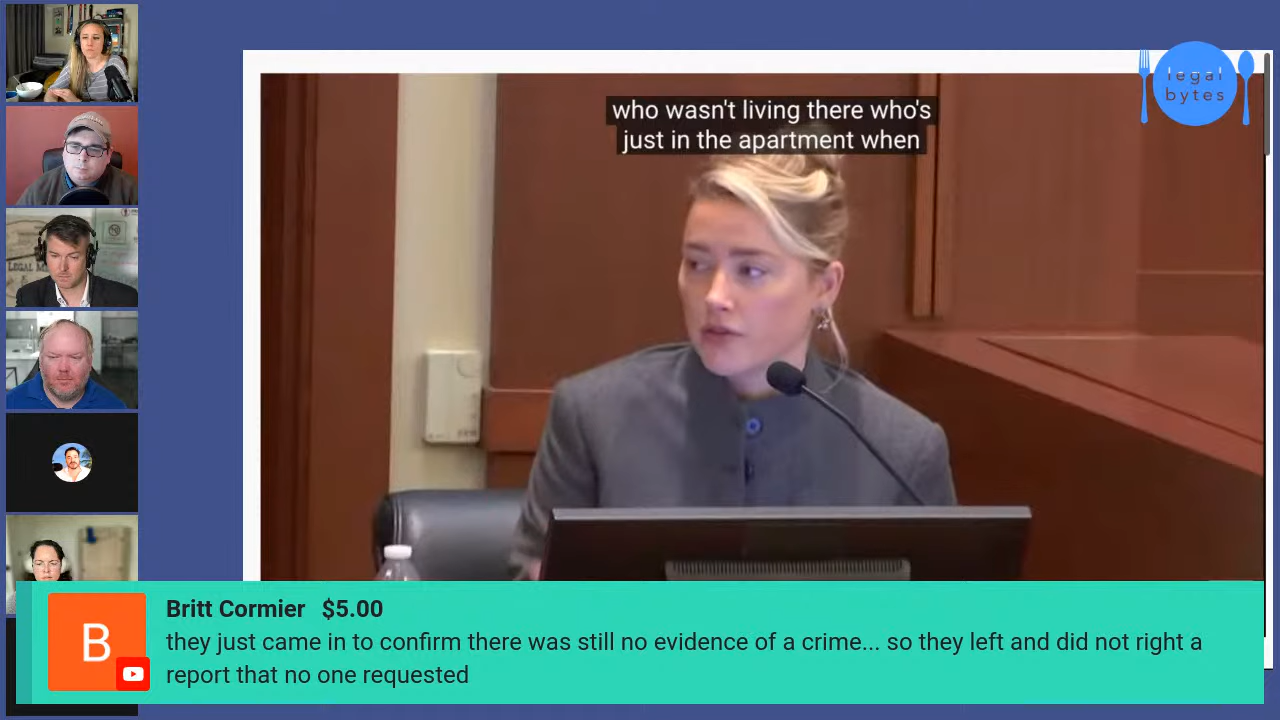 who wasn't living there who's
just in the apartment when
legal
bytes
LEGAL
B
Britt Cormier $5.00
they just came in to confirm there was still no evidence of a crime... so they left and did not right a
report that no one requested